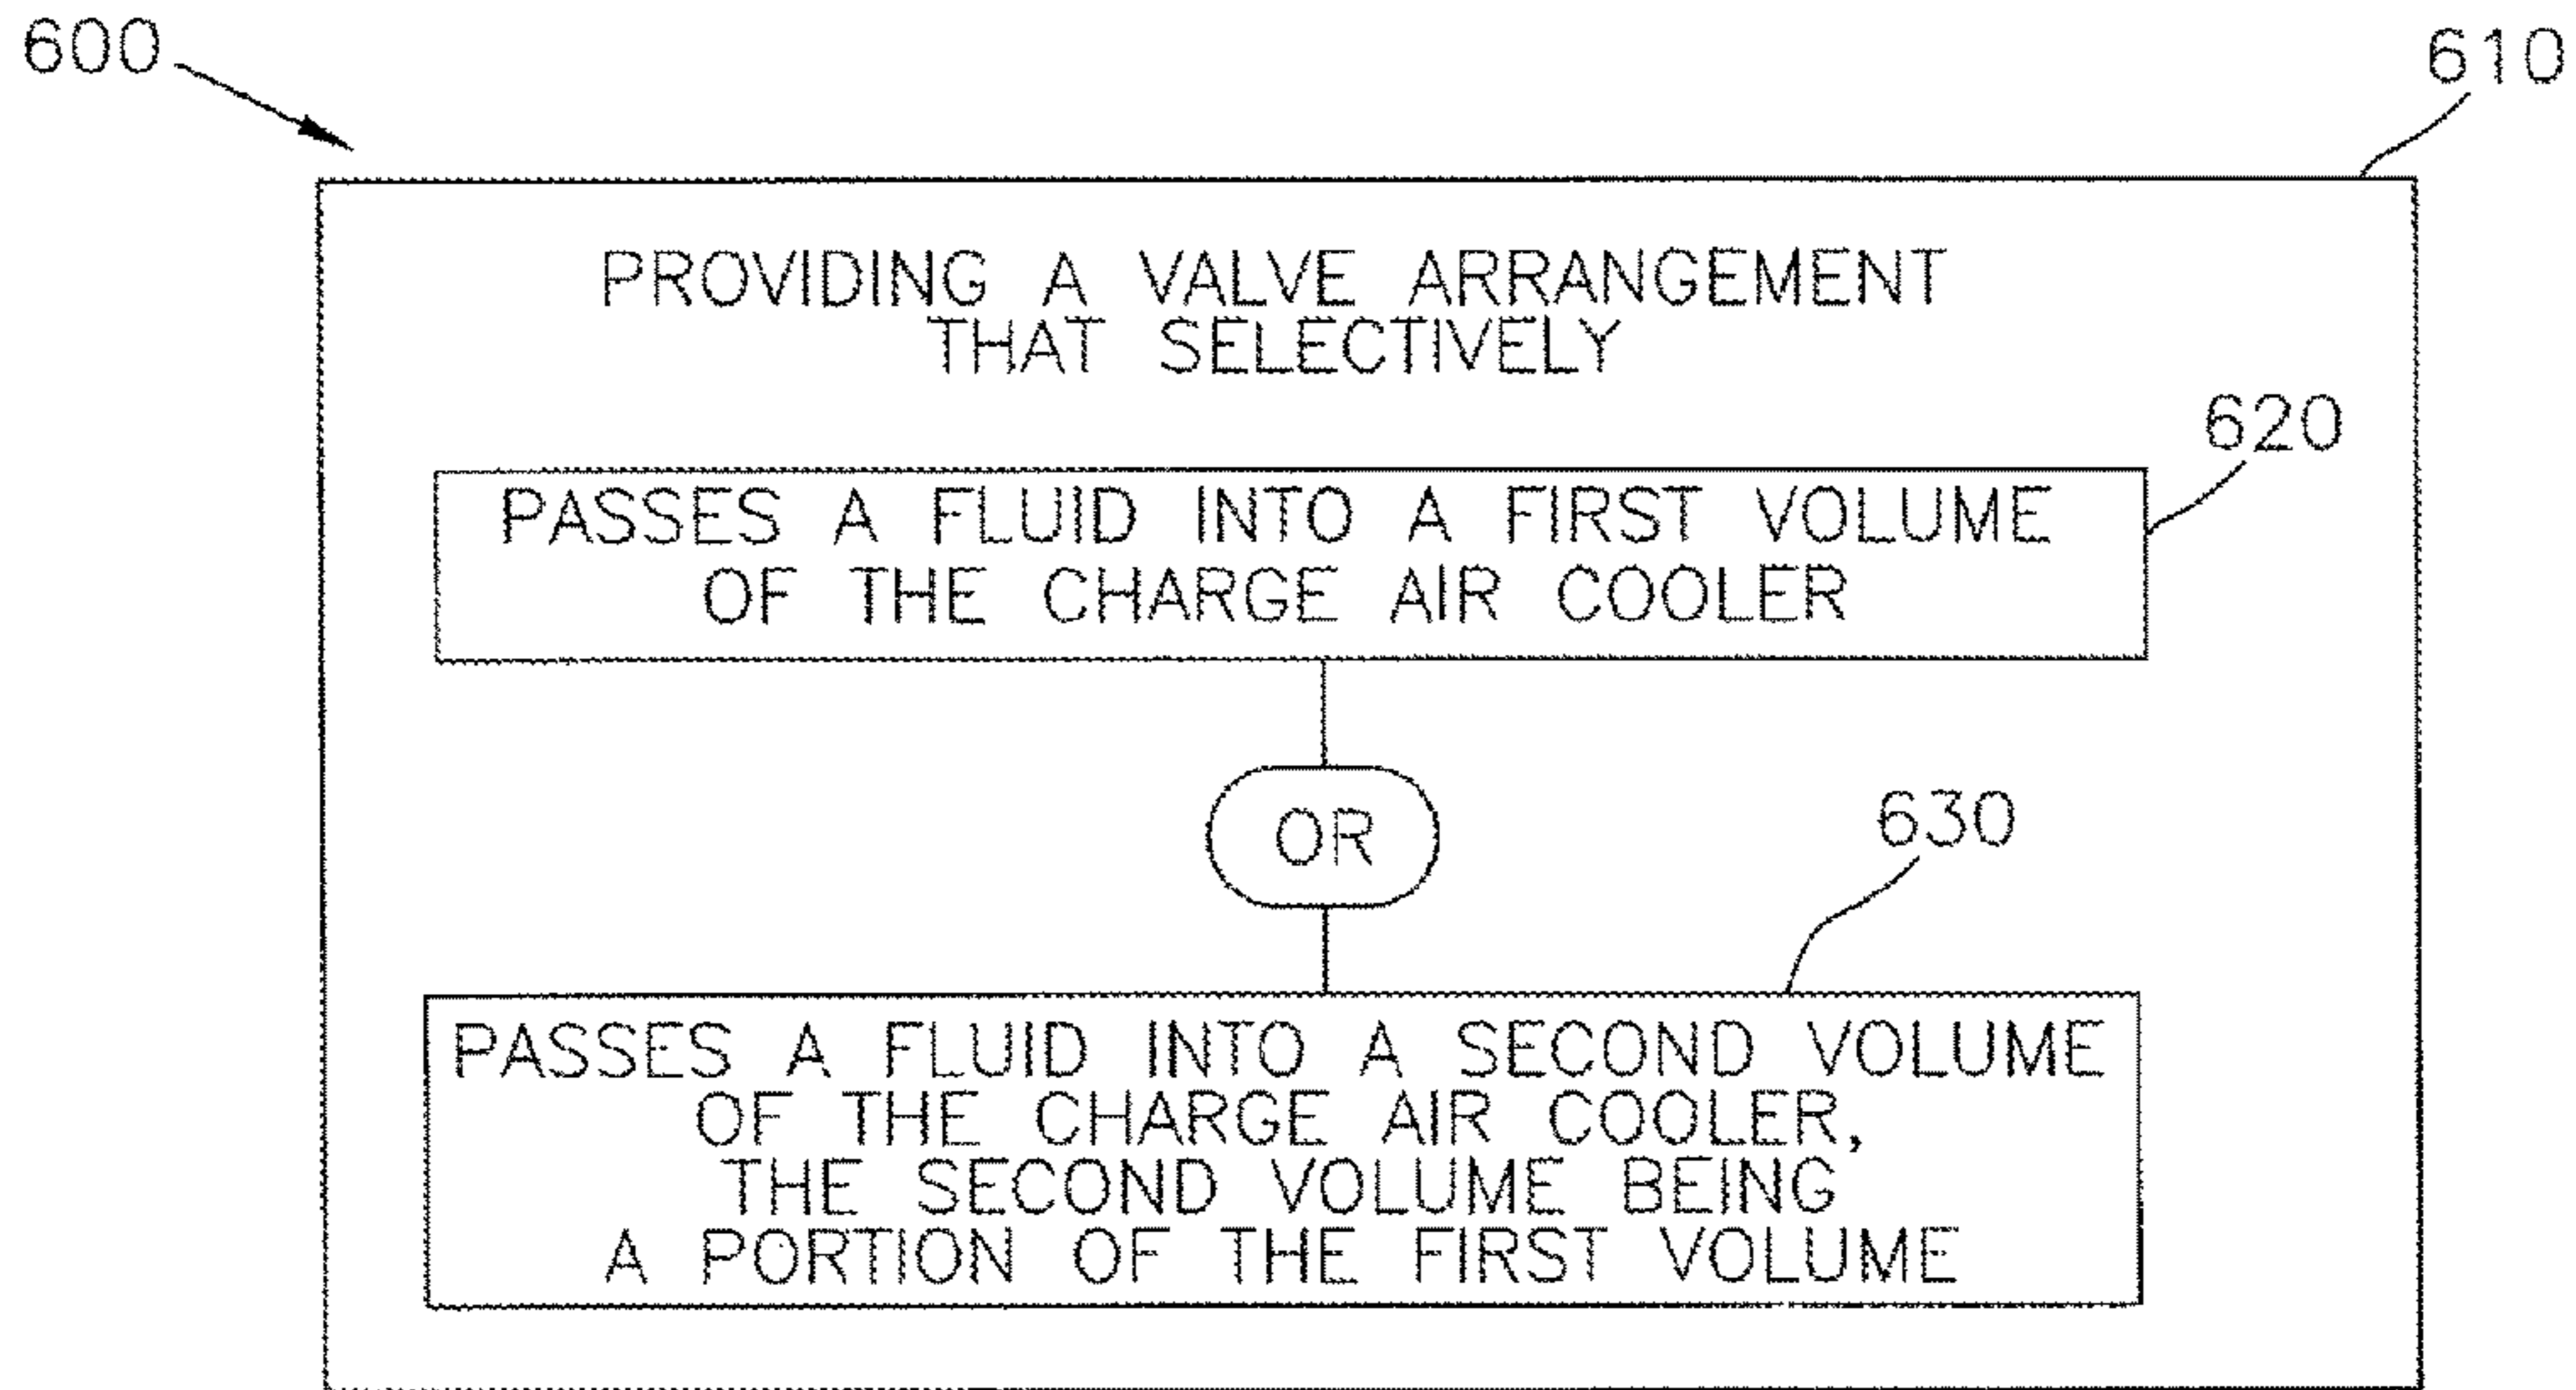 600
610
PROVIDING A VALVE ARRANGEMENT
THAT SELECTIVELY
620
PASSES A FLUID INTO A FIRST VOLUME
OF THE CHARGE AIR COOLER
OR
630
PASSES A FLUID INTO A SECOND VOLUME
OF THE CHARGE AIR COOLER,
THE SECOND VOLUME BEING
A PORTION OF THE FIRST VOLUME